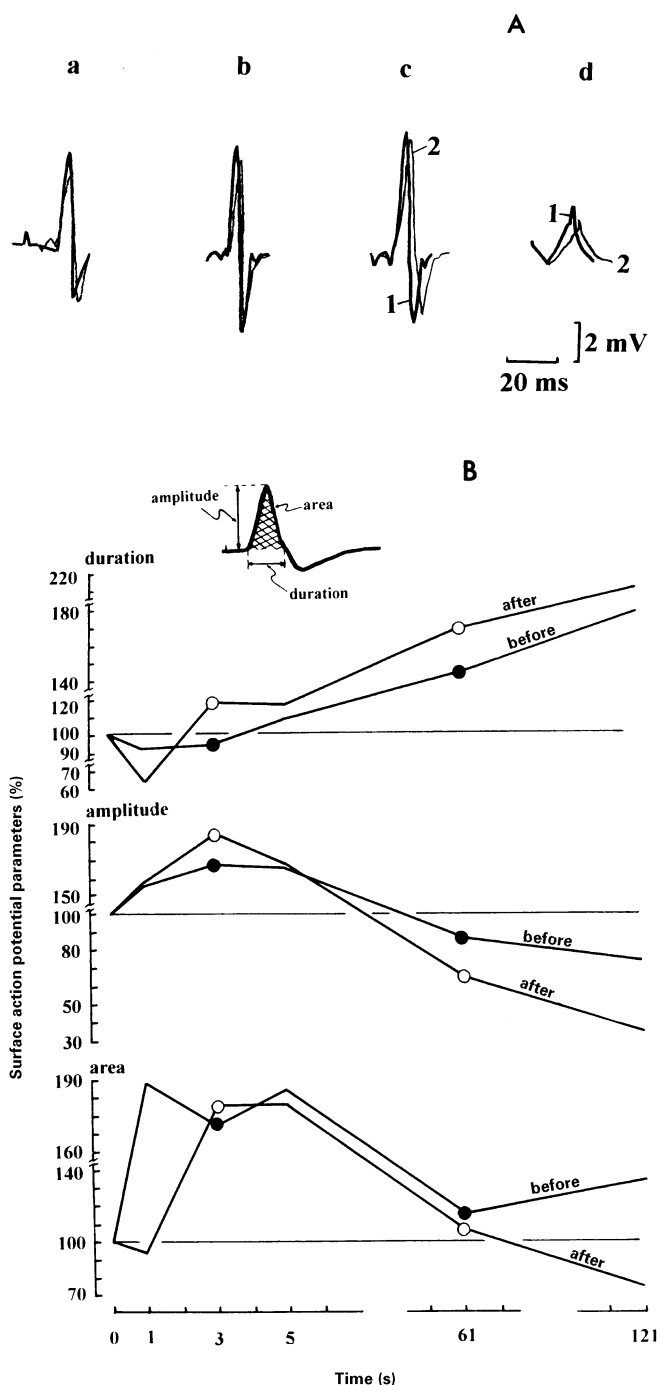 A
a b c d
2
1
1
2
2 mV
20 ms
B
amplitude
area
duration
duration
220
180
140
120
100
90
70
60
after
before
amplitude
190
150
100
80
50
30
before
after
area
190
160
140
100
70
before
after
Surface action potential parameters (%)
0 1 3 5 61 121
Time (s)